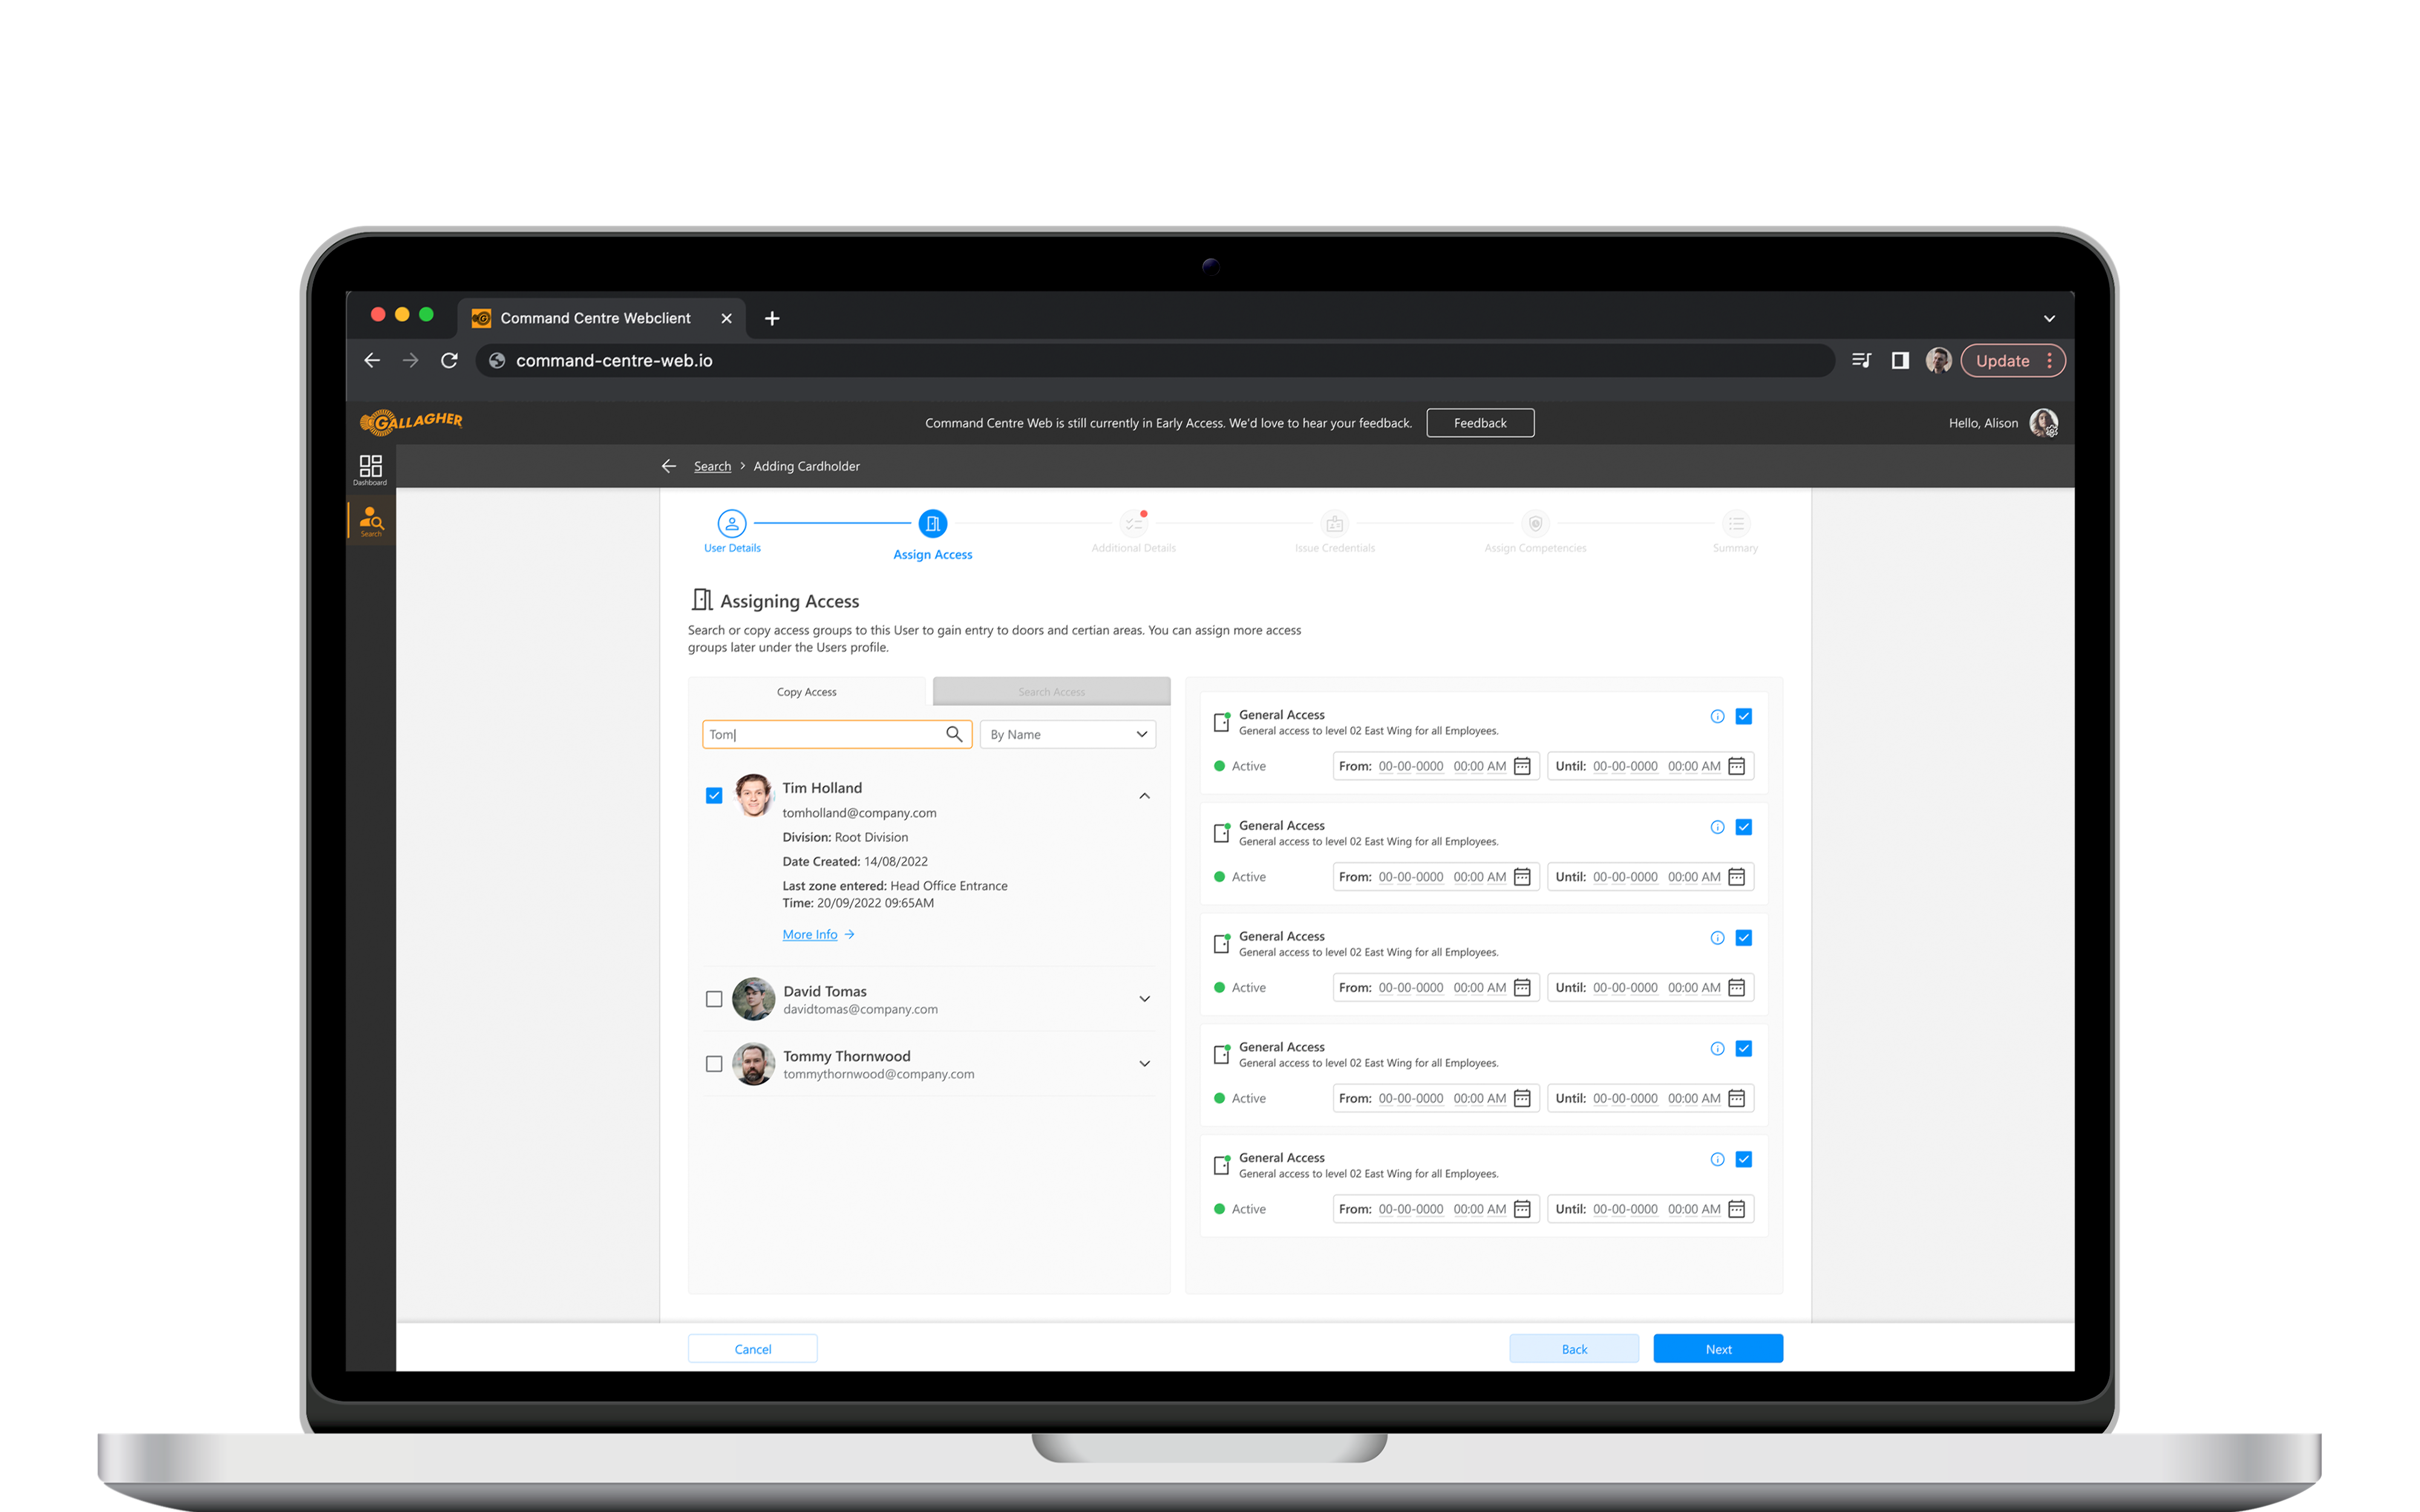 Command Centre Webclient
command-centre-web.io
Update
GALLAGHER
Command Centre Web is still currently in Early Access. We'd love to hear your feedback.
Feedback
Hello, Alison
Dashboard
Search
Search > Adding Cardholder
User Details
Assign Access
Additional Details
Issue Credentials
Assign Competencies
Summary
Assigning Access
Search or copy access groups to this User to gain entry to doors and certian areas. You can assign more access
groups later under the Users profile.
Copy Access
Search Access
Tom
By Name
Tim Holland
tomholland@company.com
Division: Root Division
Date Created: 14/08/2022
Last zone entered: Head Office Entrance
Time: 20/09/2022 09:65AM
More Info
David Tomas
davidtomas@company.com
Tommy Thornwood
tommythornwood@company.com
General Access
General access to level 02 East Wing for all Employees.
Active
From: 00-00-0000 00:00 AM
Until: 00-00-0000 00:00 AM
General Access
General access to level 02 East Wing for all Employees.
Active
From: 00-00-0000 00:00 AM
Until: 00-00-0000 00:00 AM
General Access
General access to level 02 East Wing for all Employees.
Active
From: 00-00-0000 00:00 AM
Until: 00-00-0000 00:00 AM
General Access
General access to level 02 East Wing for all Employees.
Active
From: 00-00-0000 00:00 AM
Until: 00-00-0000 00:00 AM
General Access
General access to level 02 East Wing for all Employees.
Active
From: 00-00-0000 00:00 AM
Until: 00-00-0000 00:00 AM
Cancel
Back
Next